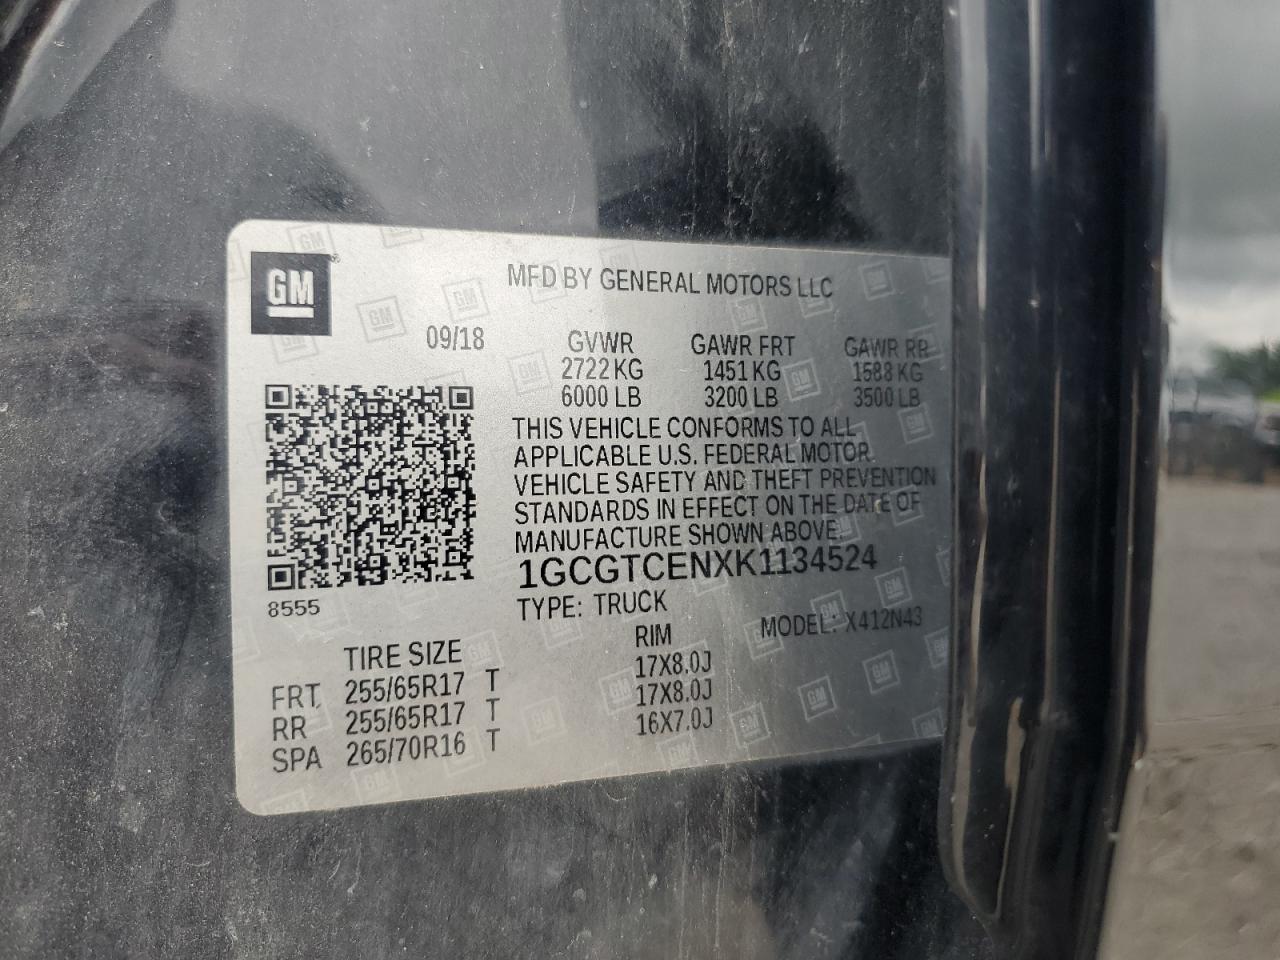 GM
MFD BY GENERAL MOTORS LLC
09/18 GVWR GAWR FRT GAWR RR
2722 KG 1451 KG 1588 KG
6000 LB 3200 LB 3500 LB
THIS VEHICLE CONFORMS TO ALL
APPLICABLE U.S. FEDERAL MOTOR
VEHICLE SAFETY AND THEFT PREVENTION
STANDARDS IN EFFECT ON THE DATE OF
MANUFACTURE SHOWN ABOVE.
1GCGTCENXK1134524
8555
TYPE: TRUCK MODEL: X412N43
TIRE SIZE RIM
FRT 255/65R17 T 17X8.0J
RR 255/65R17 T 17X8.0J
SPA 265/70R16 T 16X7.0J